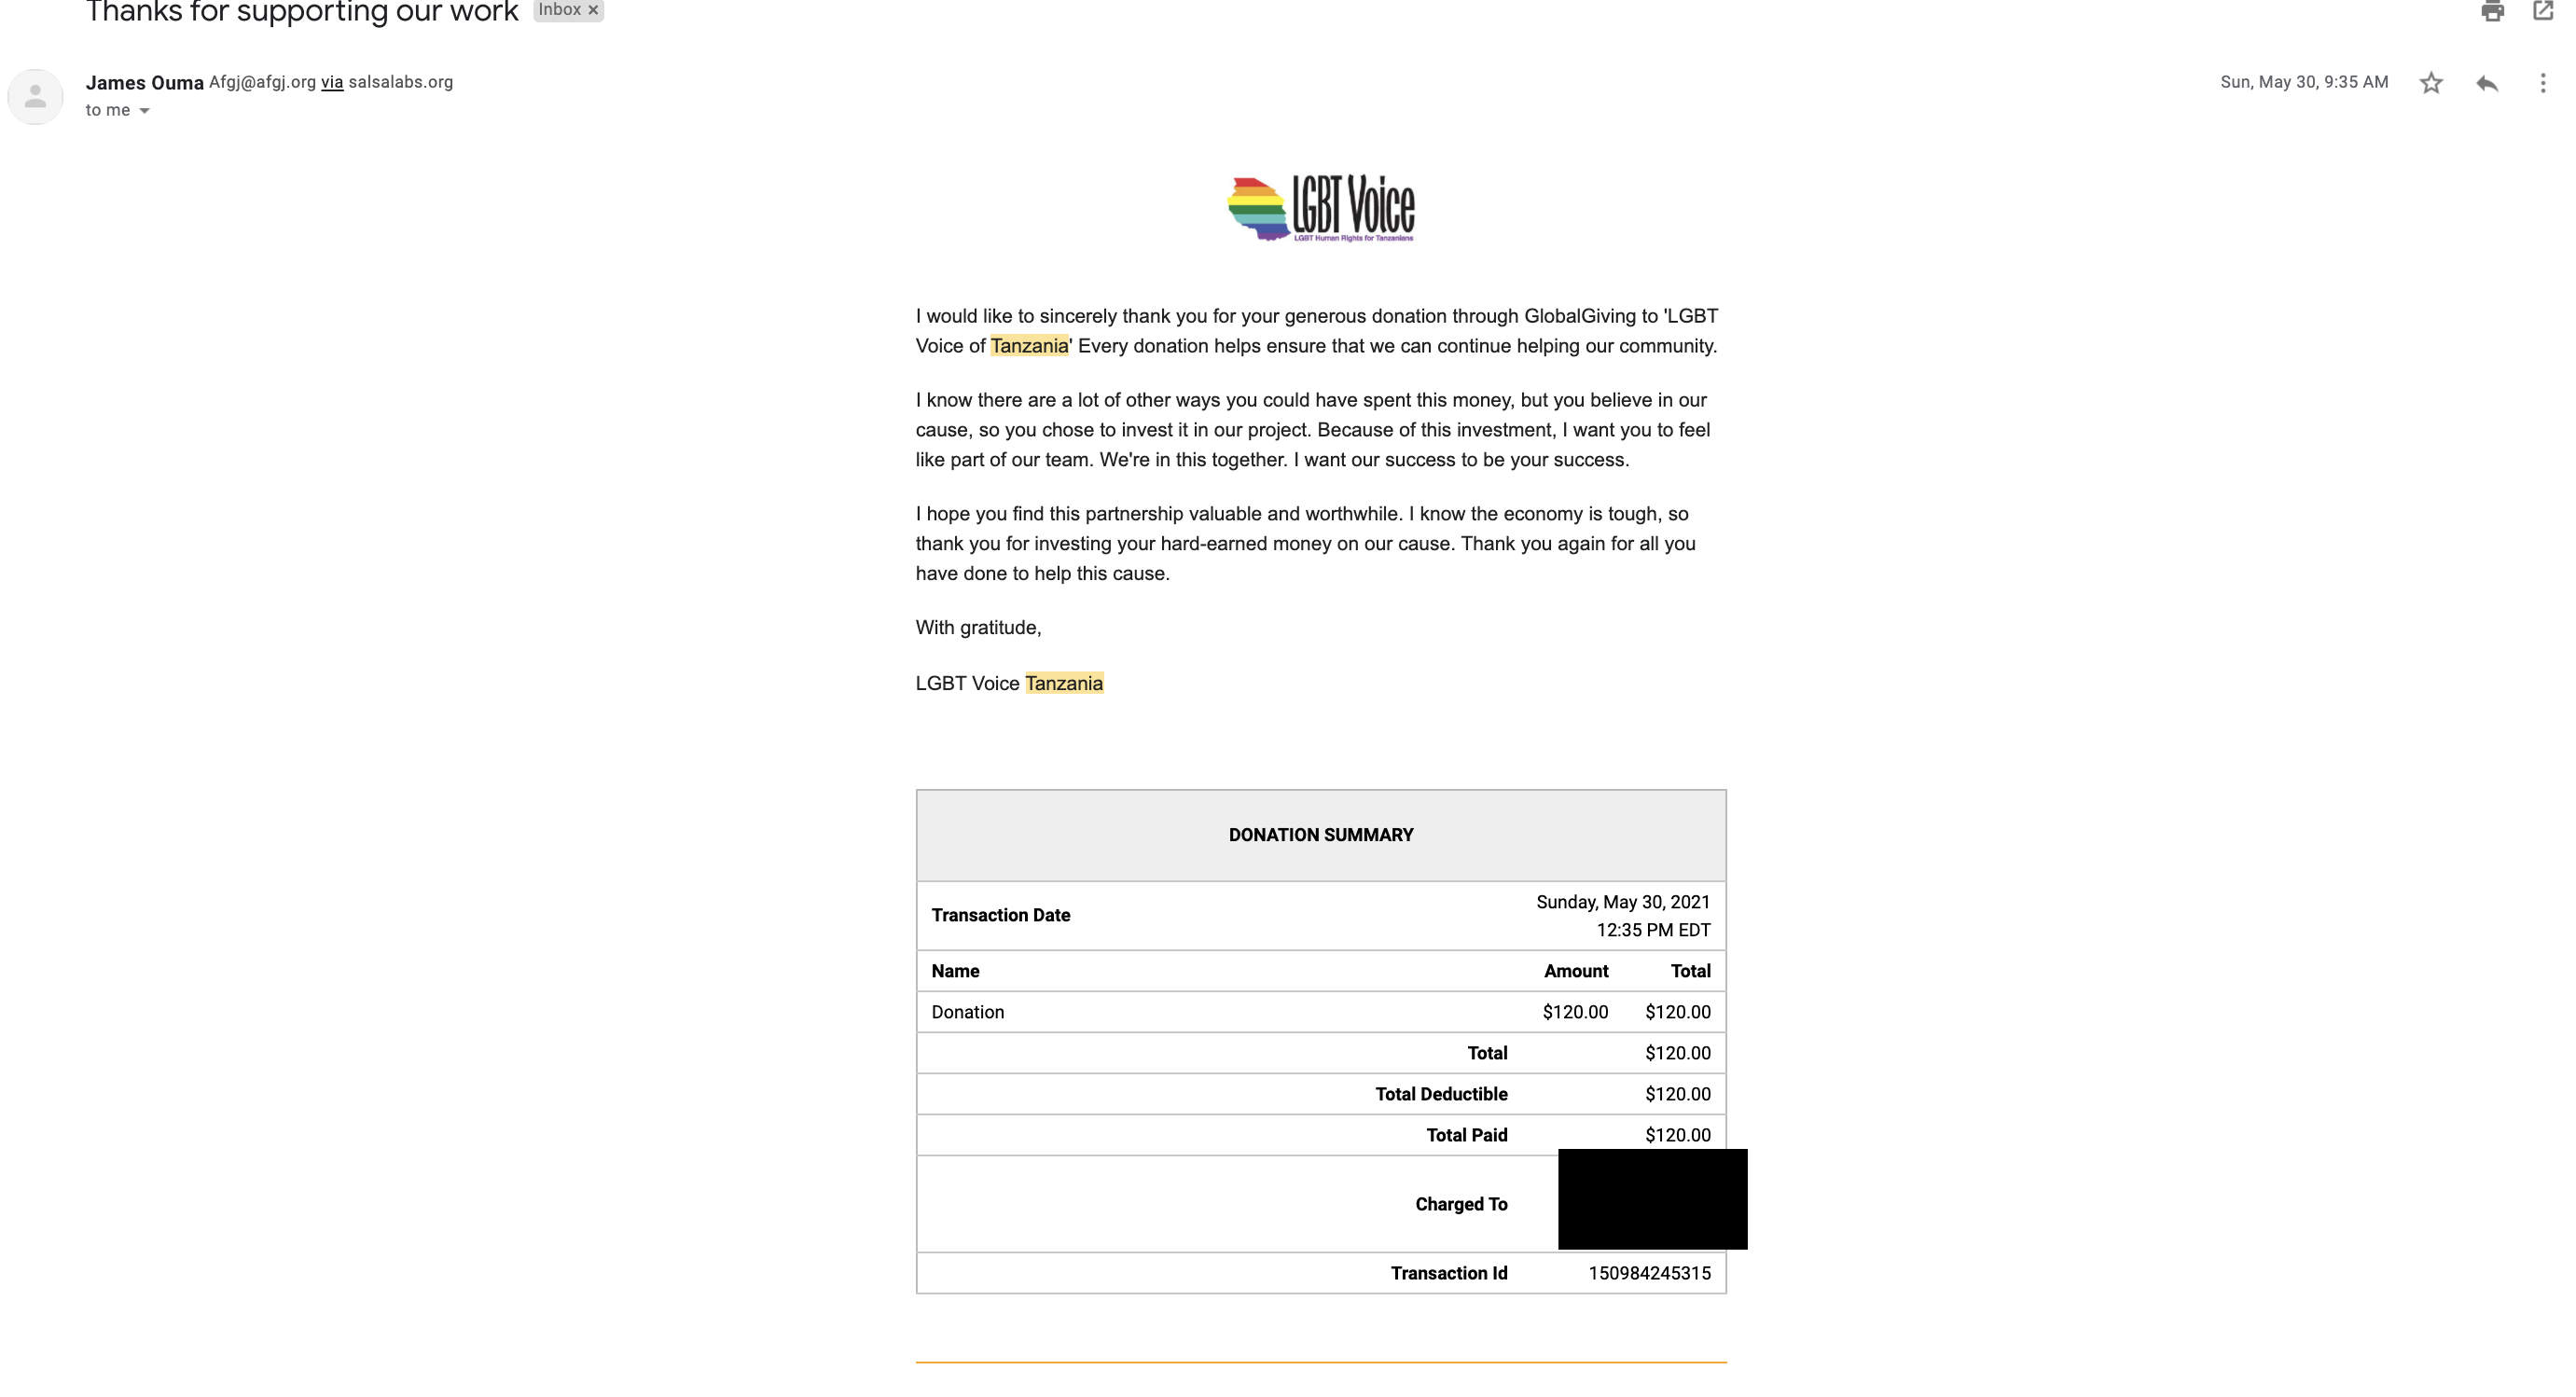 Thanks for supporting our work Inbox ×
James Ouma Afgj@afgj.org via salsalabs.org
Sun, May 30, 9:35 AM
to me
LGBT Voice
LGBT Human Rights for Tanzanians
I would like to sincerely thank you for your generous donation through GlobalGiving to 'LGBT
Voice of Tanzania' Every donation helps ensure that we can continue helping our community.
I know there are a lot of other ways you could have spent this money, but you believe in our
cause, so you chose to invest it in our project. Because of this investment, I want you to feel
like part of our team. We're in this together. I want our success to be your success.
I hope you find this partnership valuable and worthwhile. I know the economy is tough, so
thank you for investing your hard-earned money on our cause. Thank you again for all you
have done to help this cause.
With gratitude,
LGBT Voice Tanzania
DONATION SUMMARY
Transaction Date Sunday, May 30, 2021
12:35 PM EDT
Name Amount Total
Donation $120.00 $120.00
Total $120.00
Total Deductible $120.00
Total Paid $120.00
Charged To
Transaction Id 150984245315